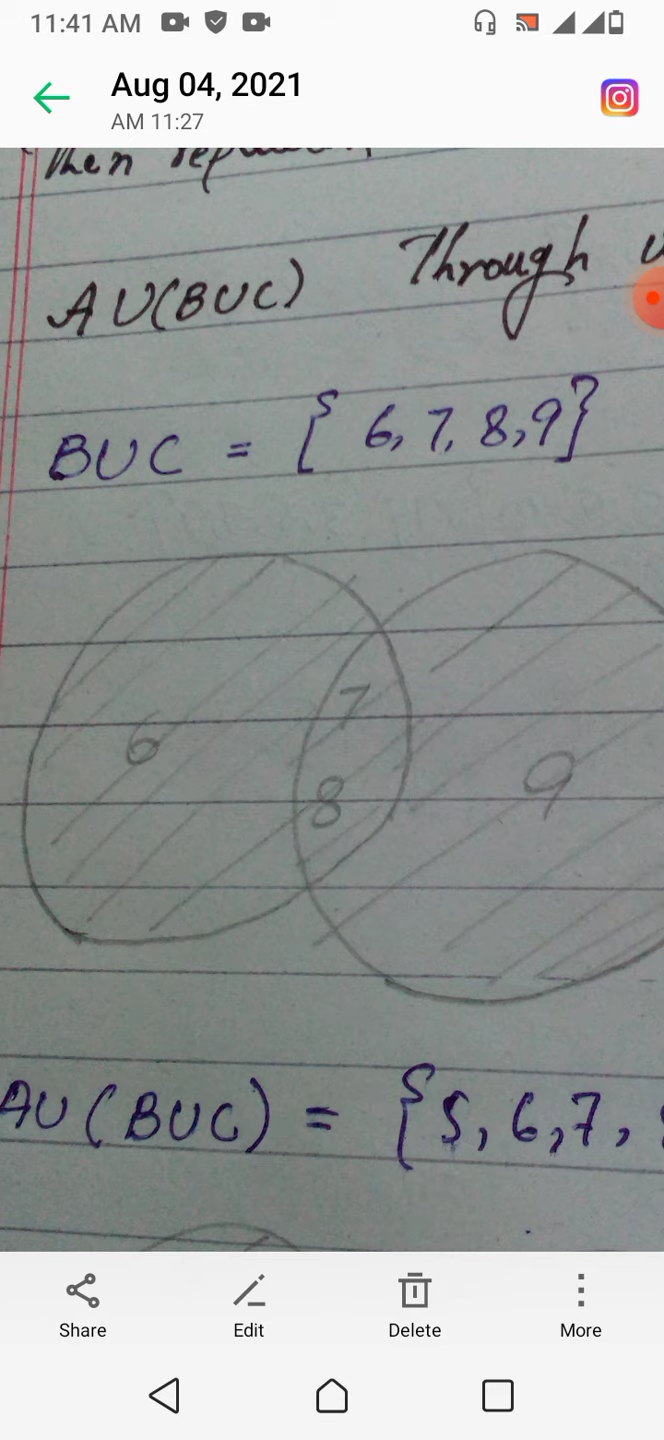 11:41 AM
Aug 04, 2021
AM 11:27
Then
AU(BUC) Through
BUC = { 6, 7, 8, 9}
7
6
8
9
AU (BUC) = {5, 6, 7,
Share Edit Delete More